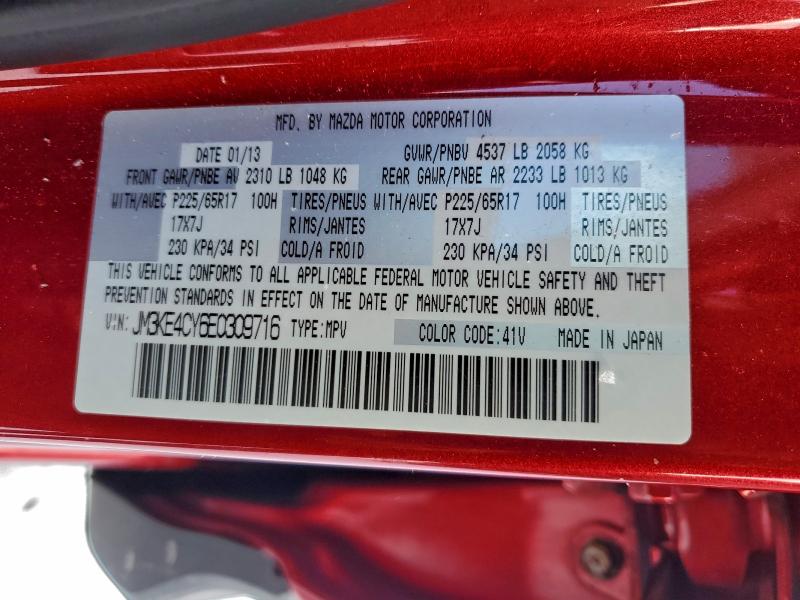 MFD. BY MAZDA MOTOR CORPORATION
DATE 01/13 GVWR/PNBV 4537 LB 2058 KG
FRONT GAWR/PNBE AV 2310 LB 1048 KG REAR GAWR/PNBE AR 2233 LB 1013 KG
WITH/AVEC P225/65R17 100H TIRES/PNEUS WITH/AVEC P225/65R17 100H TIRES/PNEUS
17X7J RIMS/JANTES 17X7J RIMS/JANTES
230 KPA/34 PSI COLD/A FROID 230 KPA/34 PSI COLD/A FROID
THIS VEHICLE CONFORMS TO ALL APPLICABLE FEDERAL MOTOR VEHICLE SAFETY AND THEFT
PREVENTION STANDARDS IN EFFECT ON THE DATE OF MANUFACTURE SHOWN ABOVE.
VIN: JM3KE4CY6E0309716 TYPE:MPV COLOR CODE:41V MADE IN JAPAN